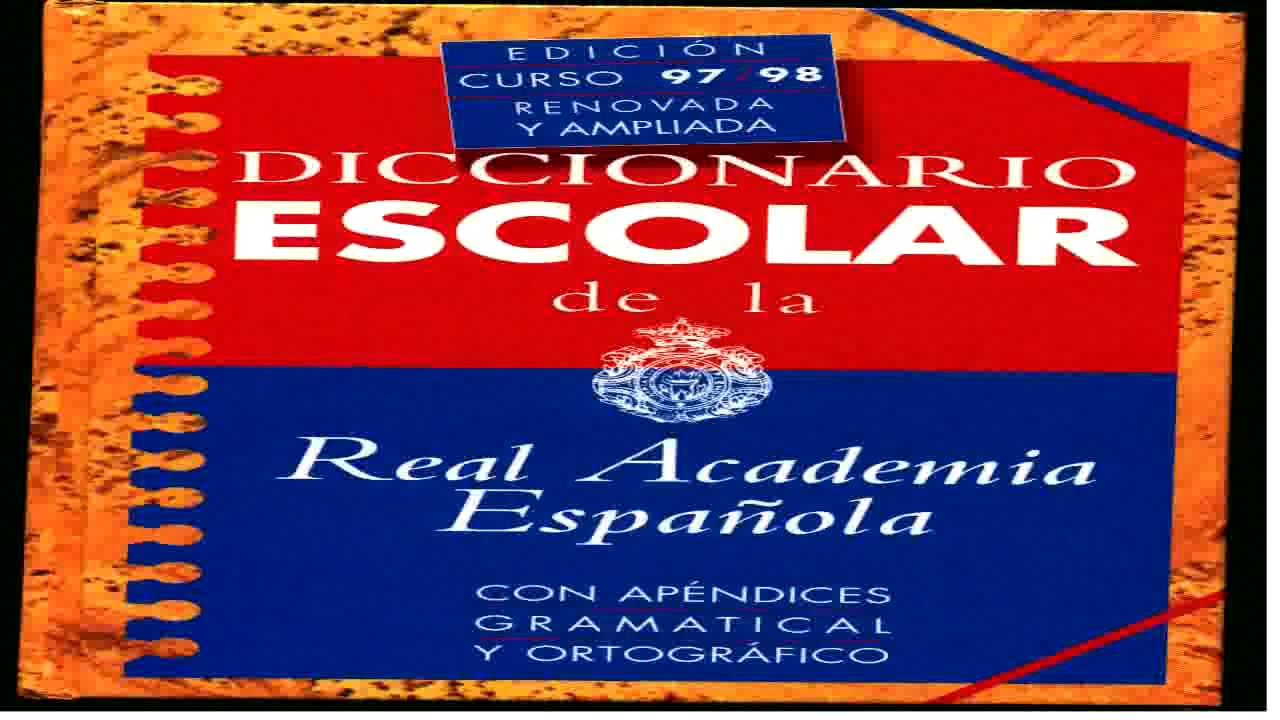 EDICIÓN
CURSO 97/98
RENOVADA
Y AMPLIADA
DICCIONARIO
ESCOLAR
de la
Real Academia
Española
CON APÉNDICES
GRAMATICAL
Y ORTOGRÁFICO